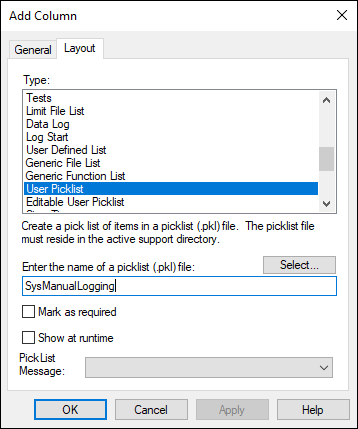 Add Column
General
Layout
Type:
Tests
Limit File List
Data Log
Log Start
User Defined List
Generic File List
Generic Function List
User Picklist
Editable User Picklist
Create a pick list of items in a picklist (.pkl) file. The picklist
must reside in the active support directory.
Enter the name of a picklist (.pkl) file:
Select...
SysManualLogging
Mark as required
Show at runtime
PickList
Message:
OK
Cancel
Apply
Help